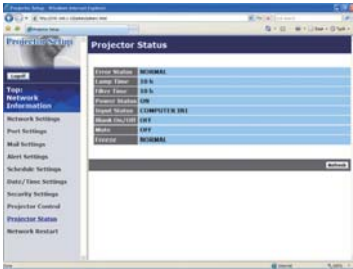 Projector Setup - Windows Internet Explorer
Projector Setup
Projector Setup
Projector Status
Logoff
Error Status NORMAL
Lamp Time 10 h
Filter Time 10 h
Power Status ON
Input Status COMPUTER IN1
Blank On/Off OFF
Mute OFF
Freeze NORMAL
Refresh
Top:
Network
Information
Network Settings
Port Settings
Mail Settings
Alert Settings
Schedule Settings
Date/Time Settings
Security Settings
Projector Control
Projector Status
Network Restart
Internet